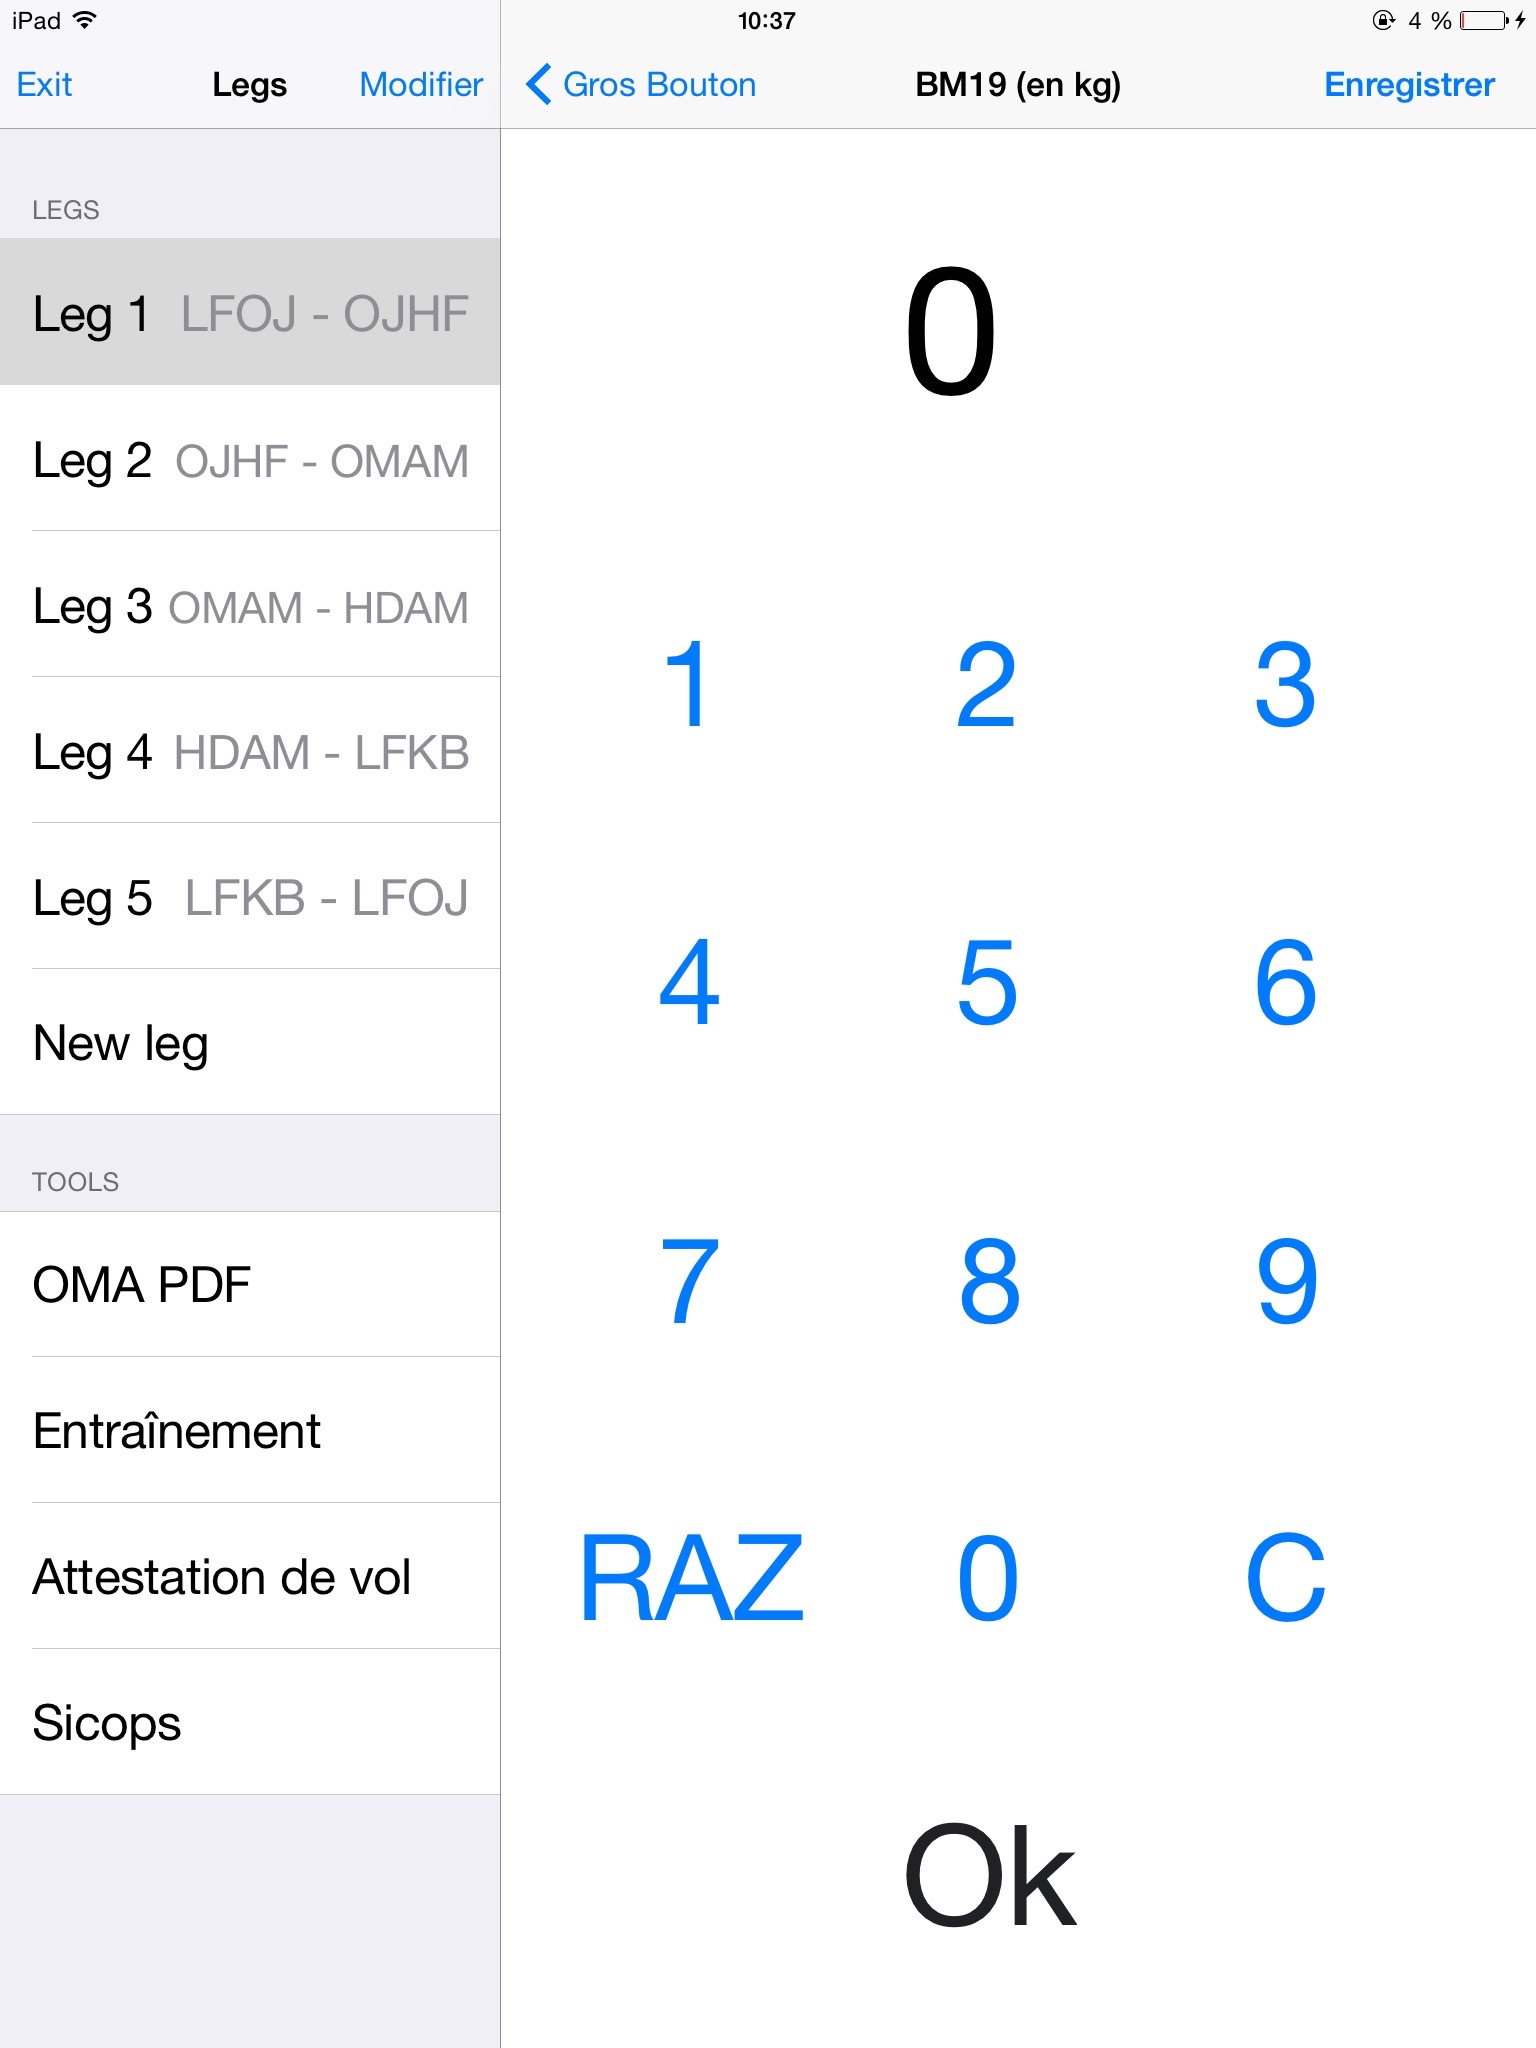 iPad 10:37 4 %
Exit Legs Modifier
Gros Bouton BM19 (en kg) Enregistrer
LEGS
Leg 1 LFOJ - OJHF
Leg 2 OJHF - OMAM
Leg 3 OMAM - HDAM
Leg 4 HDAM - LFKB
Leg 5 LFKB - LFOJ
New leg
TOOLS
OMA PDF
Entraînement
Attestation de vol
Sicops
0
1 2 3
4 5 6
7 8 9
RAZ 0 C
Ok